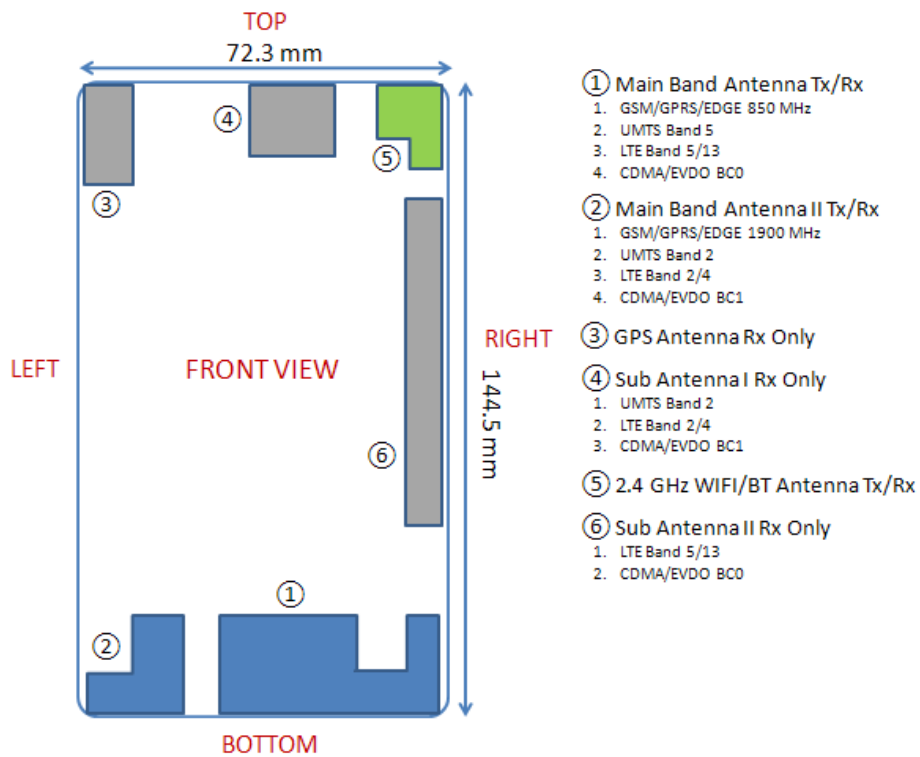 TOP
72.3 mm
④
⑤
③
LEFT
FRONT VIEW
RIGHT
144.5 mm
⑥
①
②
BOTTOM
① Main Band Antenna Tx/Rx
1. GSM/GPRS/EDGE 850 MHz
2. UMTS Band 5
3. LTE Band 5/13
4. CDMA/EVDO BC0
② Main Band Antenna II Tx/Rx
1. GSM/GPRS/EDGE 1900 MHz
2. UMTS Band 2
3. LTE Band 2/4
4. CDMA/EVDO BC1
③ GPS Antenna Rx Only
④ Sub Antenna I Rx Only
1. UMTS Band 2
2. LTE Band 2/4
3. CDMA/EVDO BC1
⑤ 2.4 GHz WIFI/BT Antenna Tx/Rx
⑥ Sub Antenna II Rx Only
1. LTE Band 5/13
2. CDMA/EVDO BC0